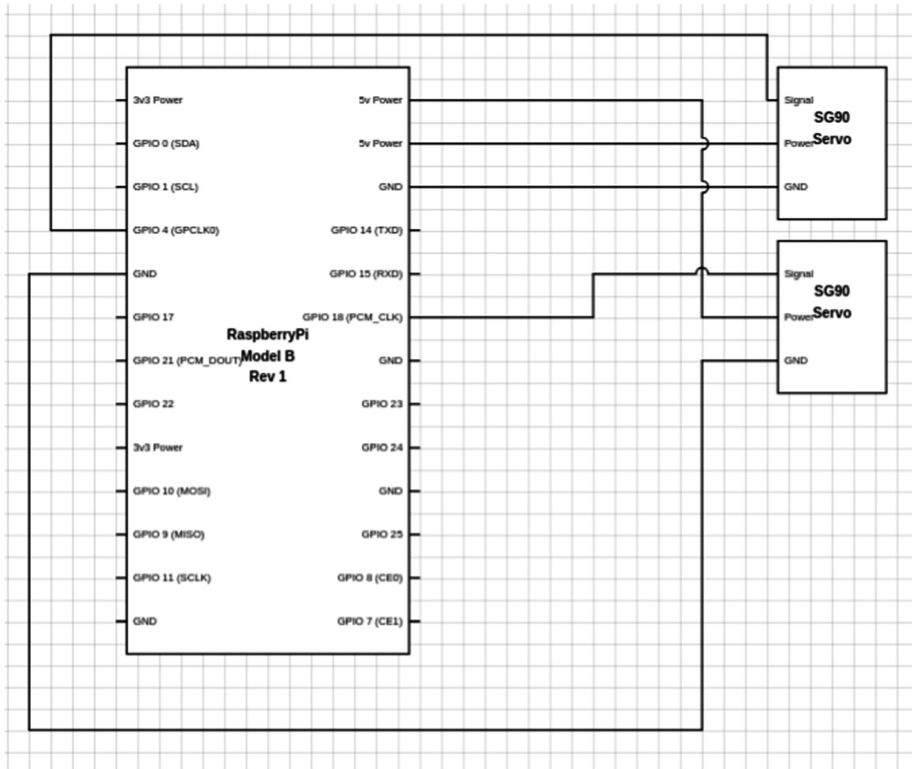 3v3 Power
GPIO 0 (SDA)
GPIO 1 (SCL)
GPIO 4 (GPCLK0)
GND
GPIO 17
GPIO 21 (PCM_DOUT)
GPIO 22
3v3 Power
GPIO 10 (MOSI)
GPIO 9 (MISO)
GPIO 11 (SCLK)
GND
RaspberryPi
Model B
Rev 1
5v Power
5v Power
GND
GPIO 14 (TXD)
GPIO 15 (RXD)
GPIO 18 (PCM_CLK)
GND
GPIO 23
GPIO 24
GND
GPIO 25
GPIO 8 (CE0)
GPIO 7 (CE1)
Signal
Power
GND
SG90
Servo
Signal
Power
GND
SG90
Servo